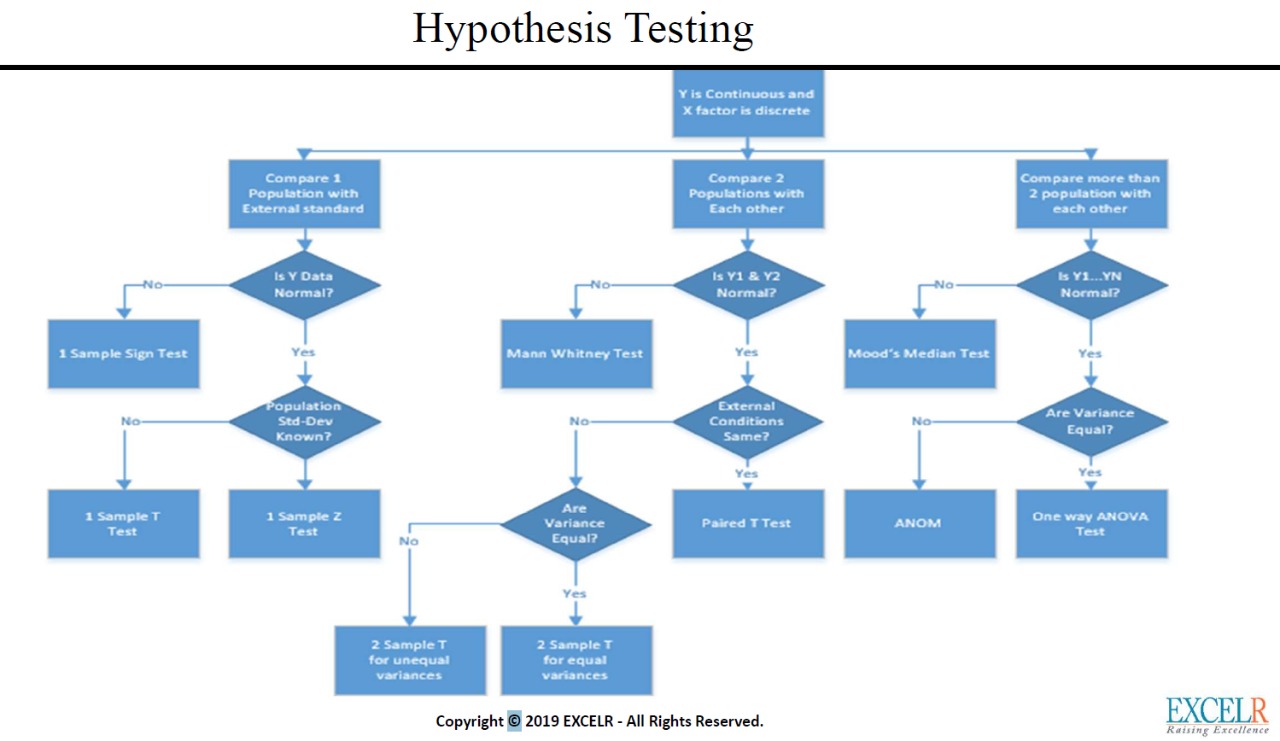 Hypothesis Testing
Y is Continuous and
X factor is discrete
Compare 1
Population with
External standard
Compare 2
Populations with
Each other
Compare more than
2 population with
each other
Is Y Data
Normal?
No
Yes
1 Sample Sign Test
Population
Std-Dev
Known?
No
1 Sample T
Test
1 Sample Z
Test
Is Y1 & Y2
Normal?
No
Yes
Mann Whitney Test
External
Conditions
Same?
No
Yes
Are
Variance
Equal?
No
Yes
Paired T Test
2 Sample T
for unequal
variances
2 Sample T
for equal
variances
Is Y1...YN
Normal?
No
Yes
Mood's Median Test
Are Variance
Equal?
No
Yes
ANOM
One way ANOVA
Test
Copyright © 2019 EXCELR - All Rights Reserved.
EXCELR
Raising Excellence